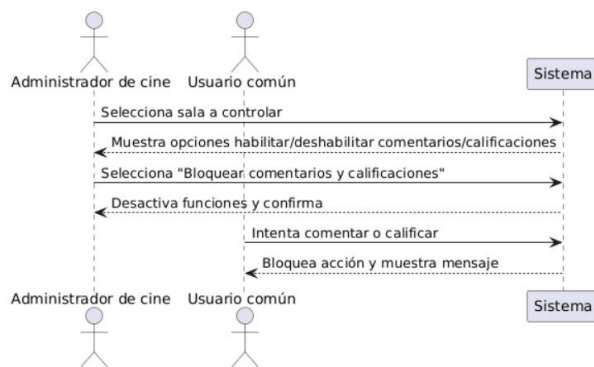 Administrador de cine
Usuario común
Sistema
Selecciona sala a controlar
Muestra opciones habilitar/deshabilitar comentarios/calificaciones
Selecciona "Bloquear comentarios y calificaciones"
Desactiva funciones y confirma
Intenta comentar o calificar
Bloquea acción y muestra mensaje
Administrador de cine
Usuario común
Sistema